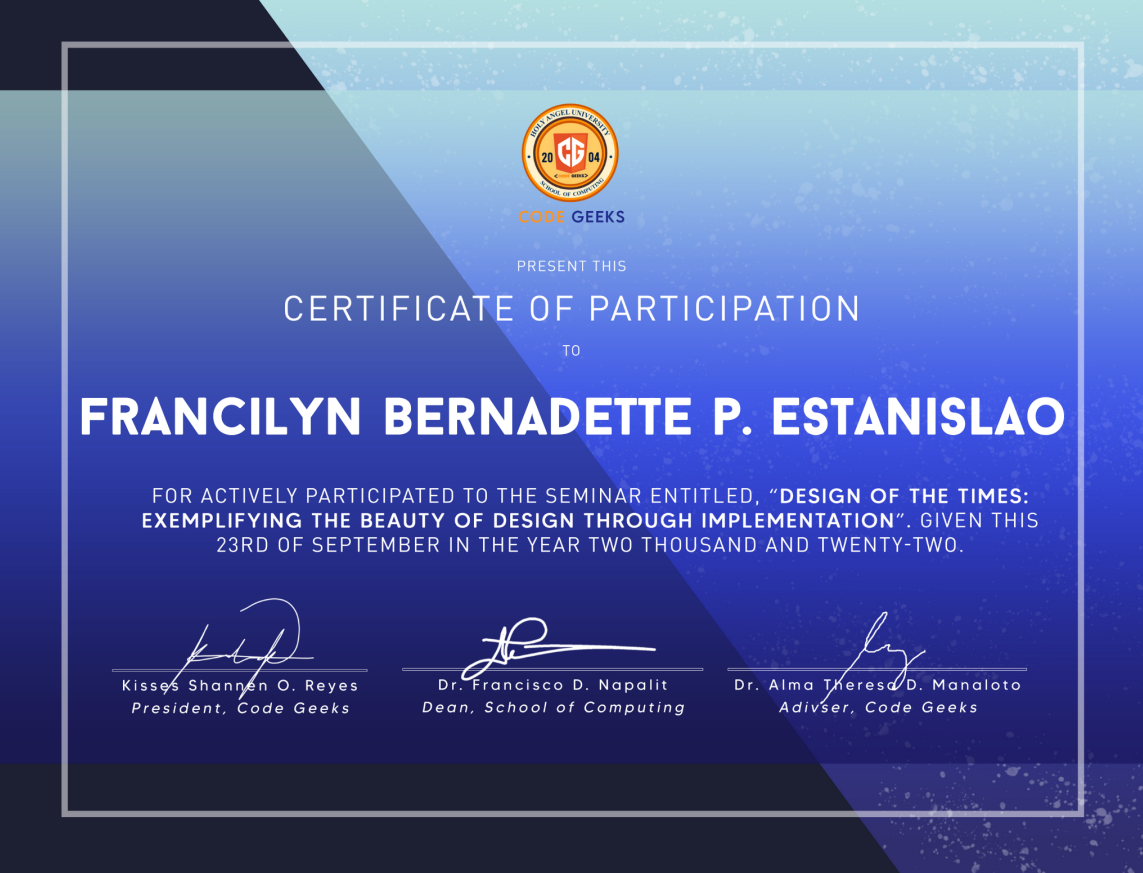 HOLY ANGEL UNIVERSITY
20 CG 04
<CODE GEEKS>
SCHOOL OF COMPUTING
CODE GEEKS
PRESENT THIS
CERTIFICATE OF PARTICIPATION
TO
FRANCILYN BERNADETTE P. ESTANISLAO
FOR ACTIVELY PARTICIPATED TO THE SEMINAR ENTITLED, “DESIGN OF THE TIMES:
EXEMPLIFYING THE BEAUTY OF DESIGN THROUGH IMPLEMENTATION”. GIVEN THIS
23RD OF SEPTEMBER IN THE YEAR TWO THOUSAND AND TWENTY-TWO.
Kisses Shannen O. Reyes
President, Code Geeks
Dr. Francisco D. Napalit
Dean, School of Computing
Dr. Alma Theresa D. Manaloto
Adivser, Code Geeks